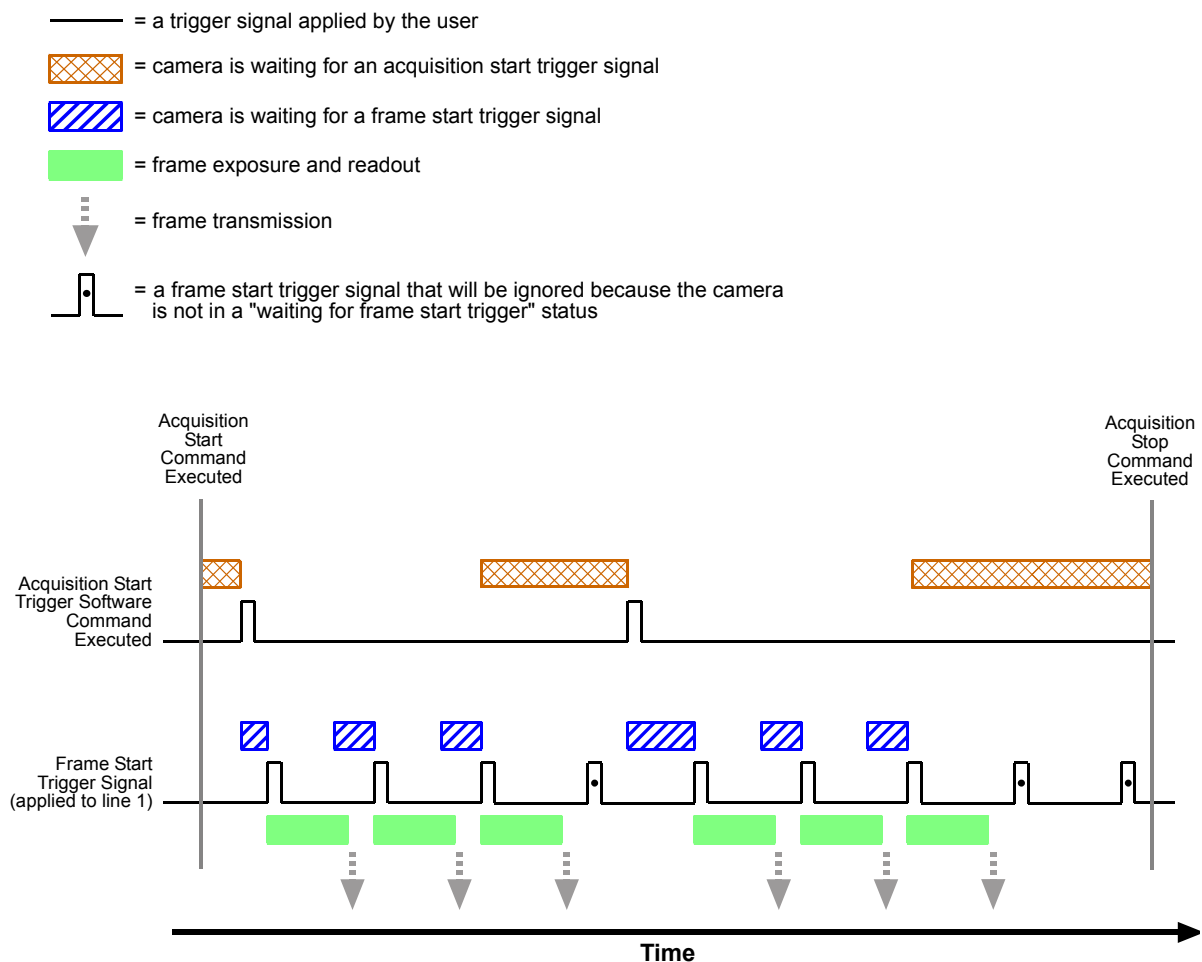 = a trigger signal applied by the user
= camera is waiting for an acquisition start trigger signal
= camera is waiting for a frame start trigger signal
= frame exposure and readout
= frame transmission
= a frame start trigger signal that will be ignored because the camera
is not in a "waiting for frame start trigger" status
Acquisition
Start
Command
Executed
Acquisition
Stop
Command
Executed
Acquisition Start
Trigger Software
Command
Executed
Frame Start
Trigger Signal
(applied to line 1)
Time